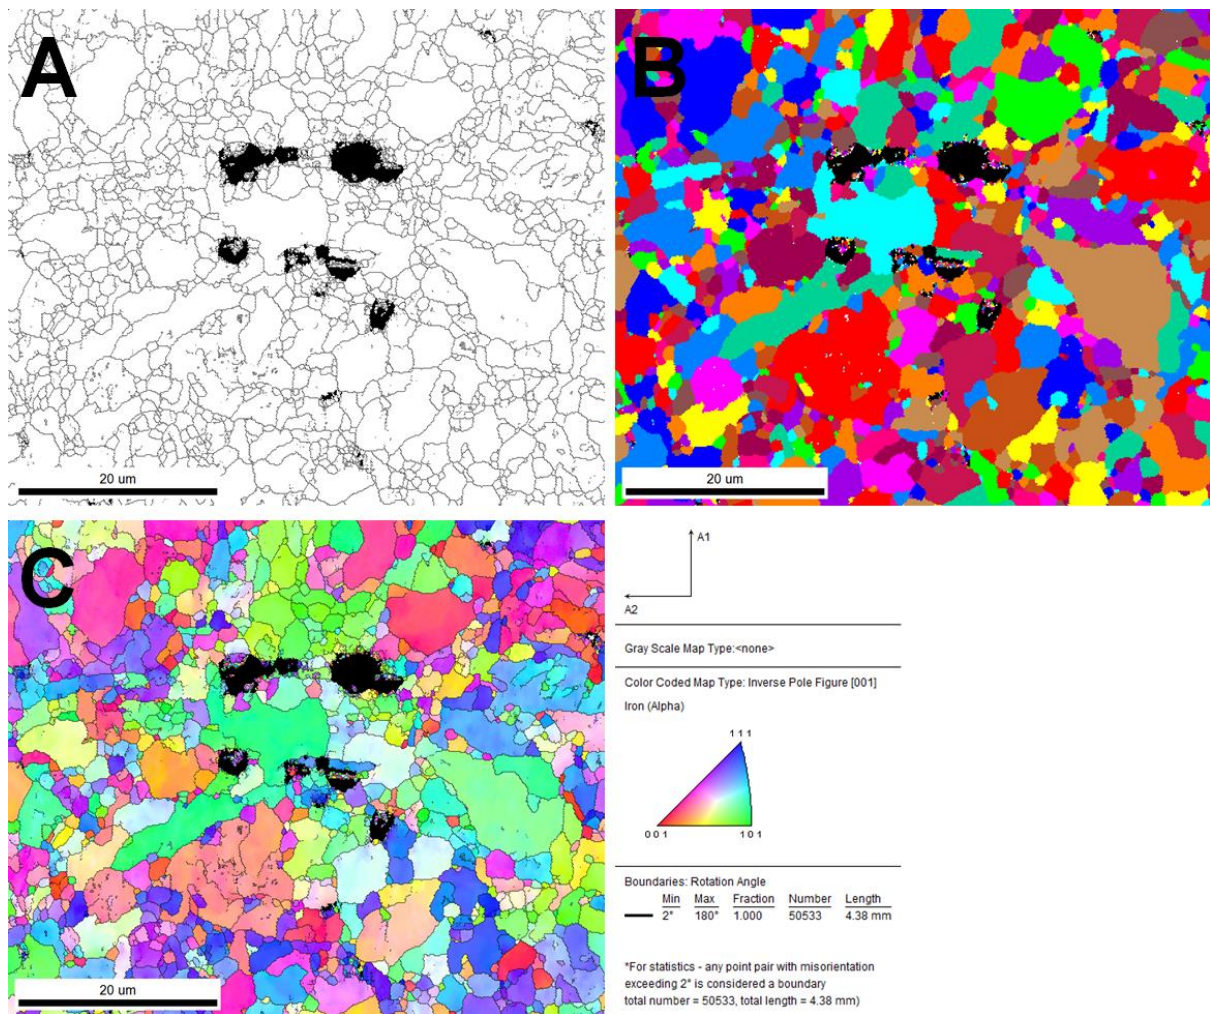 A
B
20 um
20 um
C
20 um
A1
A2
Gray Scale Map Type:<none>
Color Coded Map Type: Inverse Pole Figure [001]
Iron (Alpha)
1 1 1
0 0 1
1 0 1
Boundaries: Rotation Angle
Min Max Fraction Number Length
2° 180° 1.000 50533 4.38 mm
*For statistics - any point pair with misorientation
exceeding 2° is considered a boundary
total number = 50533, total length = 4.38 mm)